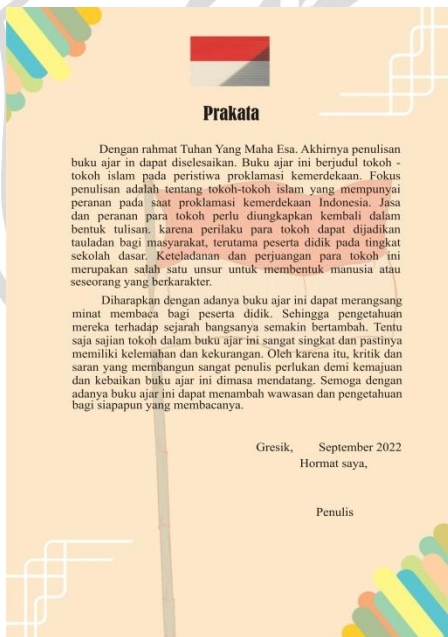 Prakata
Dengan rahmat Tuhan Yang Maha Esa. Akhirnya penulisan
buku ajar in dapat diselesaikan. Buku ajar ini berjudul tokoh -
tokoh islam pada peristiwa proklamasi kemerdekaan. Fokus
penulisan adalah tentang tokoh-tokoh islam yang mempunyai
peranan pada saat proklamasi kemerdekaan Indonesia. Jasa
dan peranan para tokoh perlu diungkapkan kembali dalam
bentuk tulisan. karena perilaku para tokoh dapat dijadikan
tauladan bagi masyarakat, terutama peserta didik pada tingkat
sekolah dasar. Keteladanan dan perjuangan para tokoh ini
merupakan salah satu unsur untuk membentuk manusia atau
seseorang yang berkarakter.
Diharapkan dengan adanya buku ajar ini dapat merangsang
minat membaca bagi peserta didik. Sehingga pengetahuan
mereka terhadap sejarah bangsanya semakin bertambah. Tentu
saja sajian tokoh dalam buku ajar ini sangat singkat dan pastinya
memiliki kelemahan dan kekurangan. Oleh karena itu, kritik dan
saran yang membangun sangat penulis perlukan demi kemajuan
dan kebaikan buku ajar ini dimasa mendatang. Semoga dengan
adanya buku ajar ini dapat menambah wawasan dan pengetahuan
bagi siapapun yang membacanya.
Gresik, September 2022
Hormat saya,
Penulis